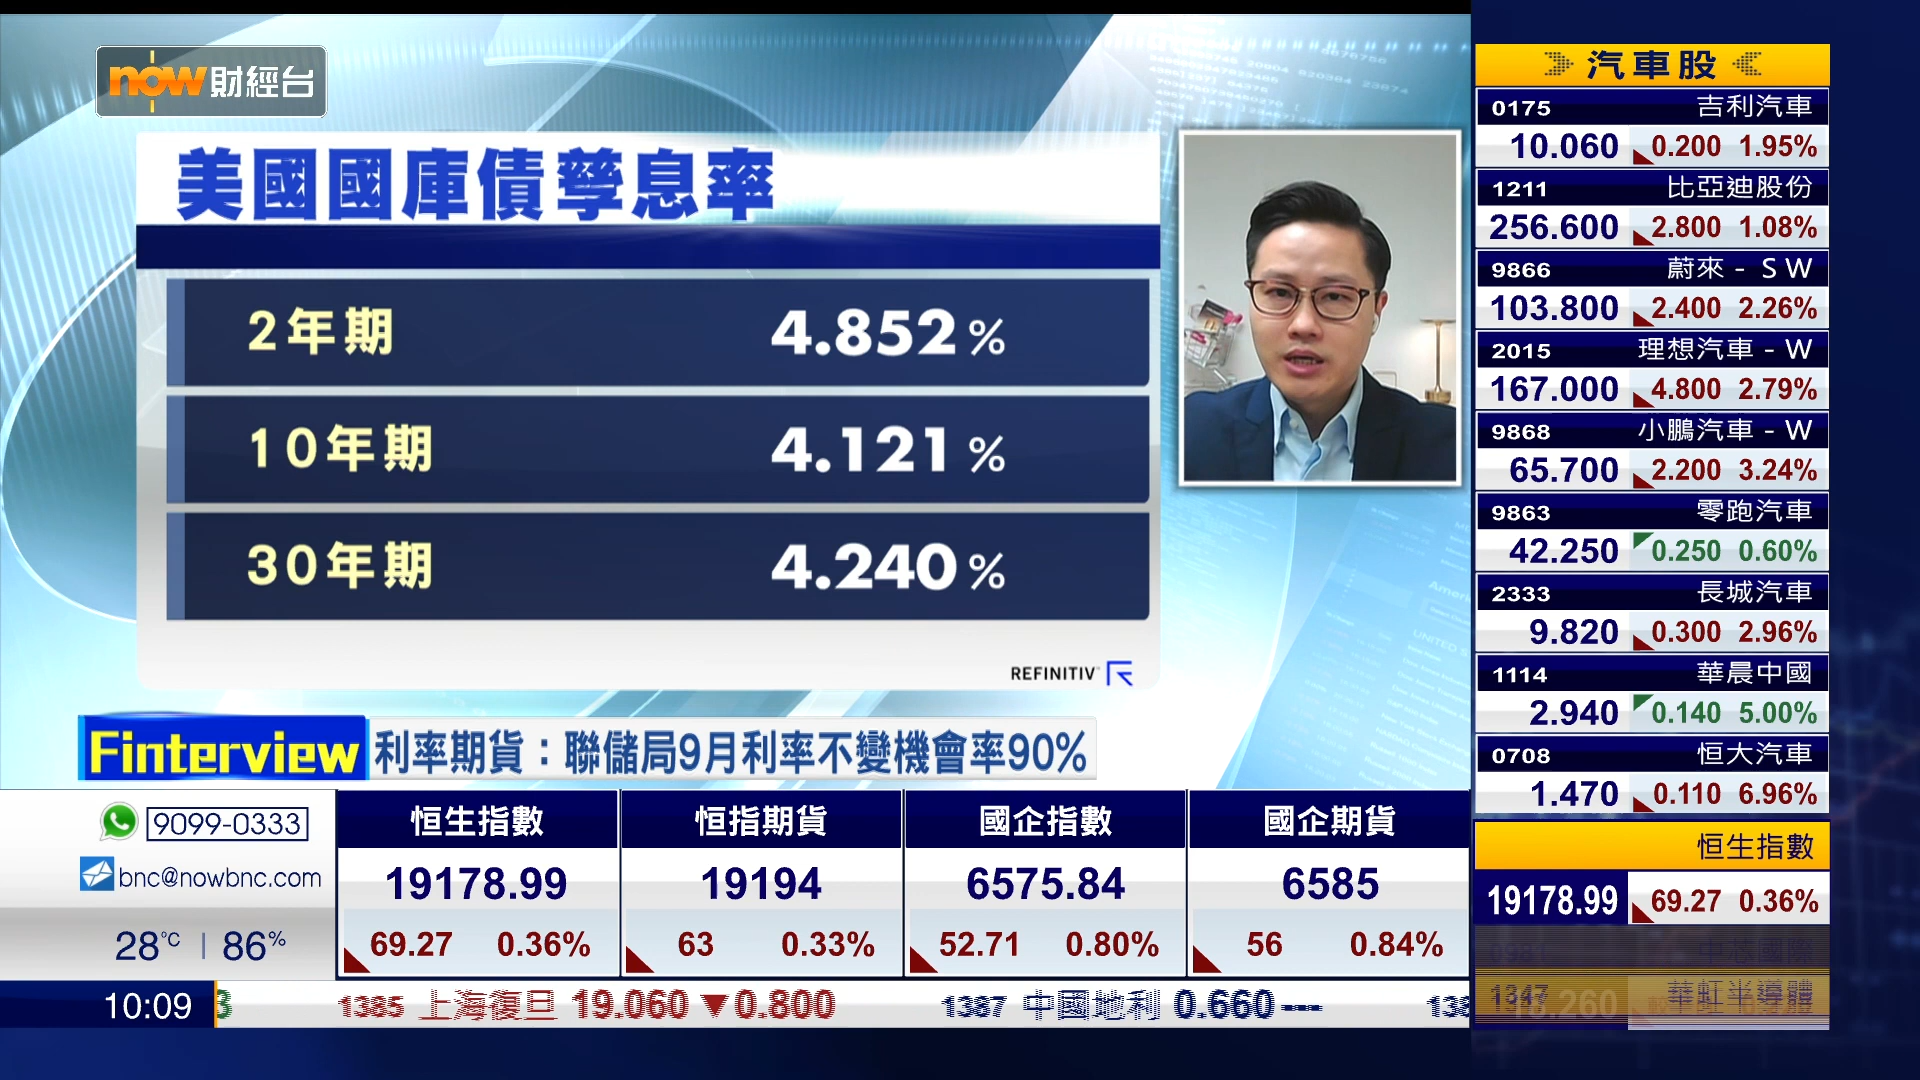 now財經台
美國國庫債孳息率
2年期 4.852%
10年期 4.121%
30年期 4.240%
REFINITIV
Finterview 利率期貨：聯儲局9月利率不變機會率90%
9099-0333
bnc@nowbnc.com
28℃ | 86%
10:09
恒生指數
19178.99
69.27 0.36%
恒指期貨
19194
63 0.33%
國企指數
6575.84
52.71 0.80%
國企期貨
6585
56 0.84%
1385 上海復旦 19.060 ▼0.800 1387 中國地利 0.660 ---
汽車股
0175 吉利汽車
10.060 0.200 1.95%
1211 比亞迪股份
256.600 2.800 1.08%
9866 蔚來－ＳＷ
103.800 2.400 2.26%
2015 理想汽車－Ｗ
167.000 4.800 2.79%
9868 小鵬汽車－Ｗ
65.700 2.200 3.24%
9863 零跑汽車
42.250 0.250 0.60%
2333 長城汽車
9.820 0.300 2.96%
1114 華晨中國
2.940 0.140 5.00%
0708 恒大汽車
1.470 0.110 6.96%
恒生指數
19178.99 69.27 0.36%
中芯國際
1347 華虹半導體